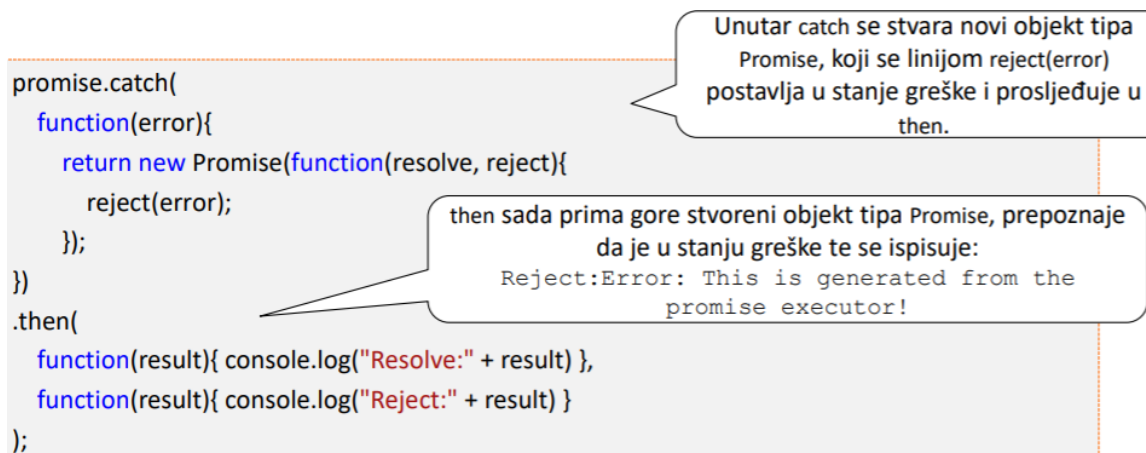 Unutar catch se stvara novi objekt tipa
Promise, koji se linijom reject(error)
postavlja u stanje greške i prosljeđuje u
then.
promise.catch(
function(error){
return new Promise(function(resolve, reject){
reject(error);
});
})
then sada prima gore stvoreni objekt tipa Promise, prepoznaje
da je u stanju greške te se ispisuje:
Reject:Error: This is generated from the
promise executor!
.then(
function(result){ console.log("Resolve:" + result) },
function(result){ console.log("Reject:" + result) }
);